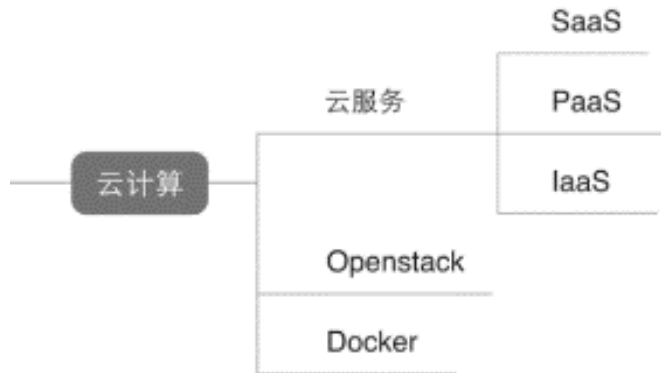 SaaS
云服务
PaaS
云计算
IaaS
Openstack
Docker